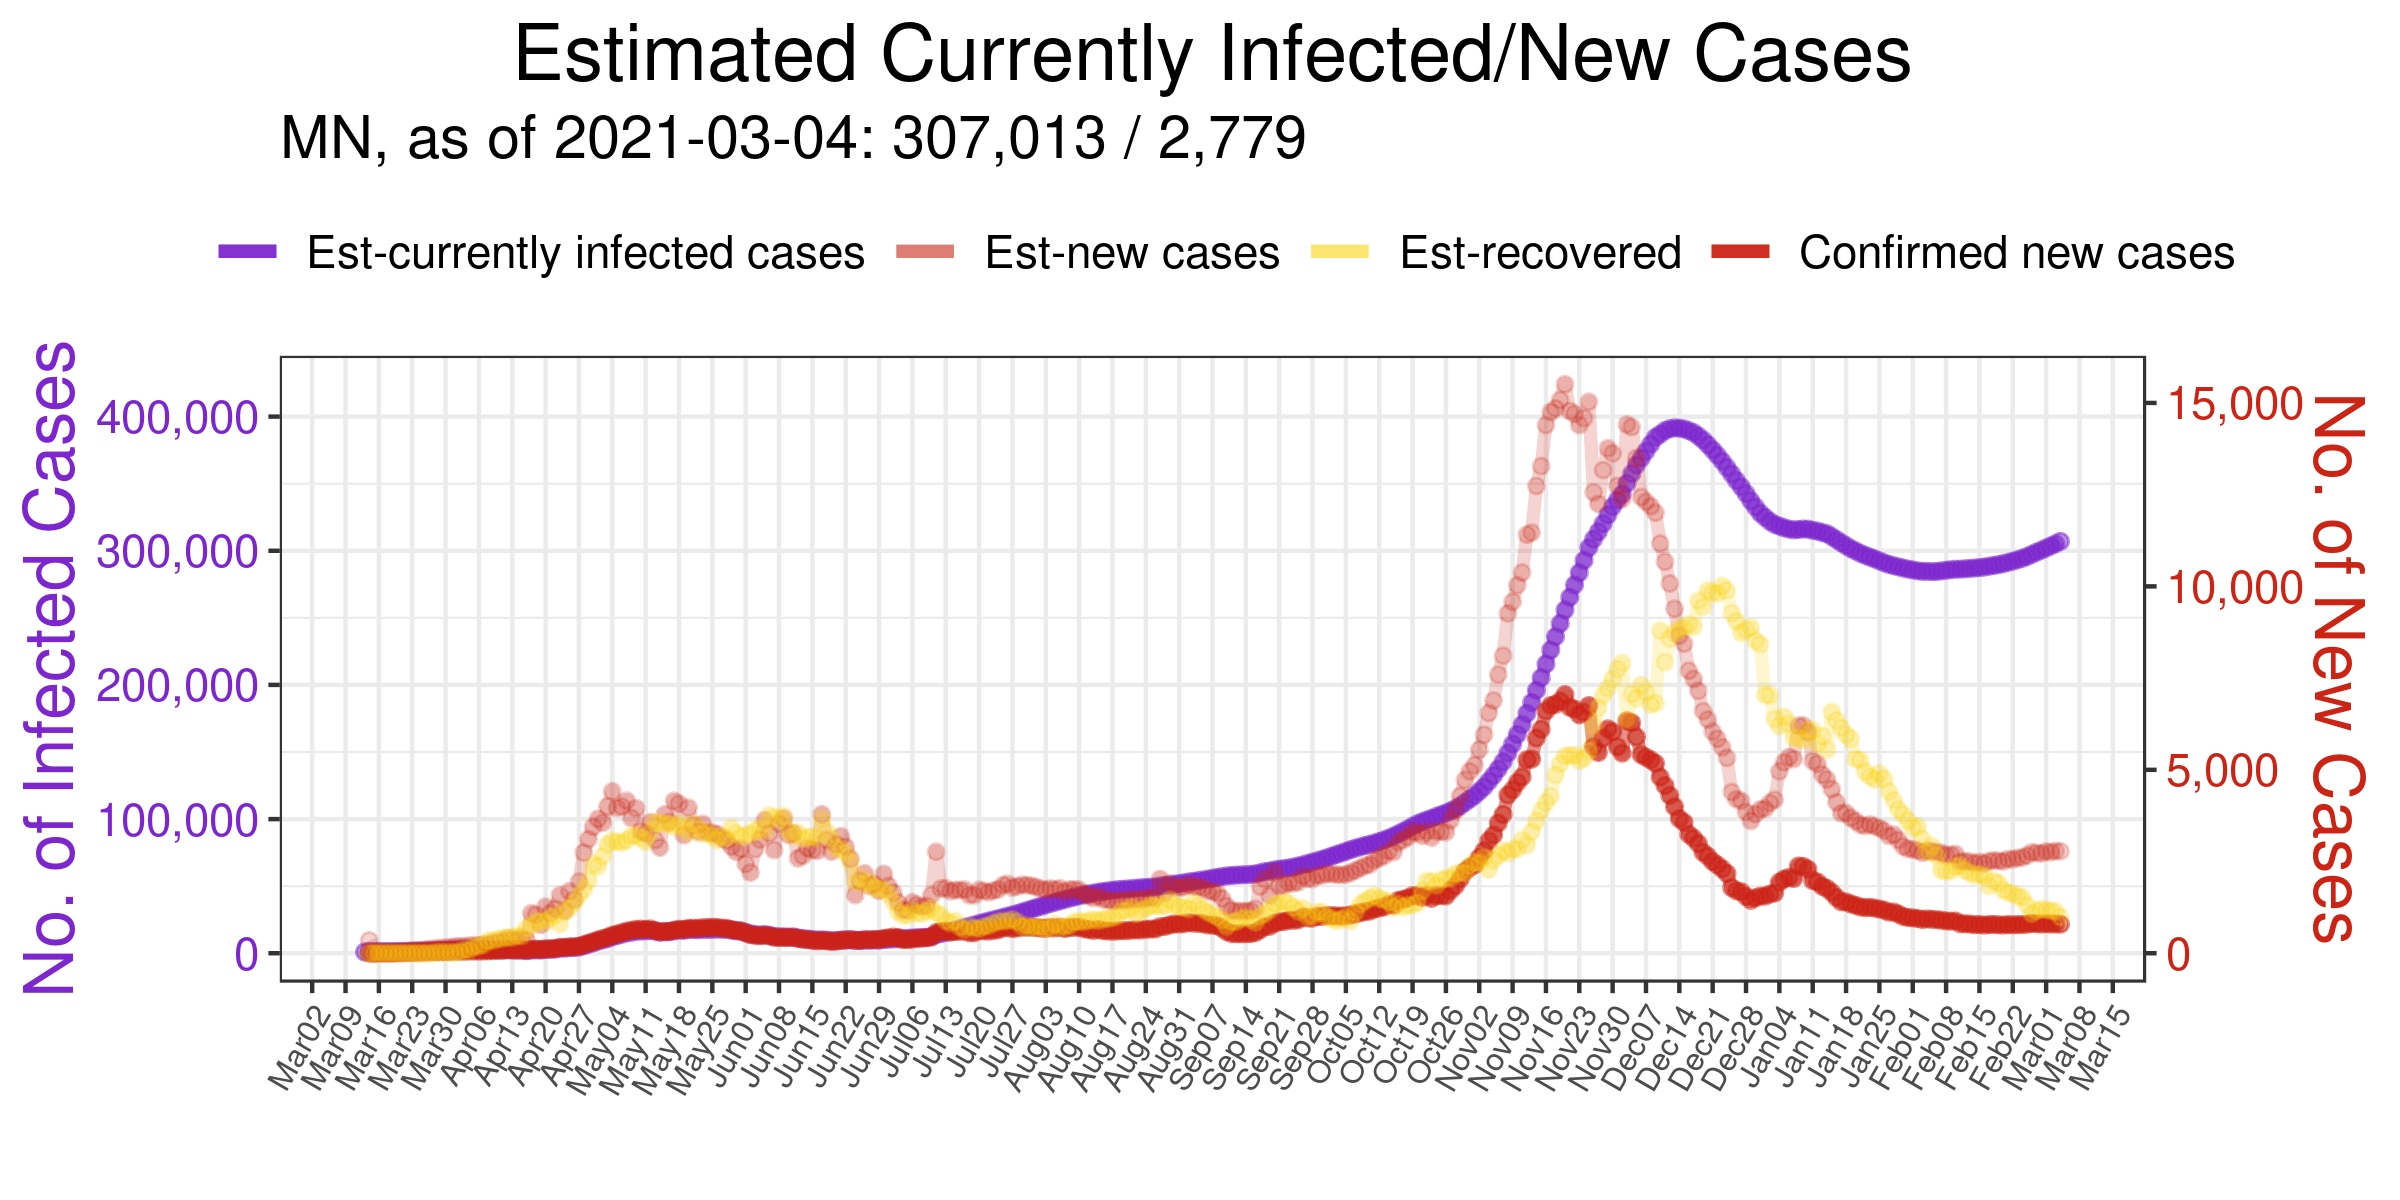 Estimated Currently Infected/New Cases
MN, as of 2021-03-04: 307,013 / 2,779
Est-currently infected cases Est-new cases Est-recovered Confirmed new cases
No. of Infected Cases
400,000
300,000
200,000
100,000
0
15,000
10,000
5,000
0
No. of New Cases
Mar02 Mar09 Mar16 Mar23 Mar30 Apr06 Apr13 Apr20 Apr27 May04 May11 May18 May25 Jun01 Jun08 Jun15 Jun22 Jun29 Jul06 Jul13 Jul20 Jul27 Aug03 Aug10 Aug17 Aug24 Aug31 Sep07 Sep14 Sep21 Sep28 Oct05 Oct12 Oct19 Oct26 Nov02 Nov09 Nov16 Nov23 Nov30 Dec07 Dec14 Dec21 Dec28 Jan04 Jan11 Jan18 Jan25 Feb01 Feb08 Feb15 Feb22 Mar01 Mar08 Mar15